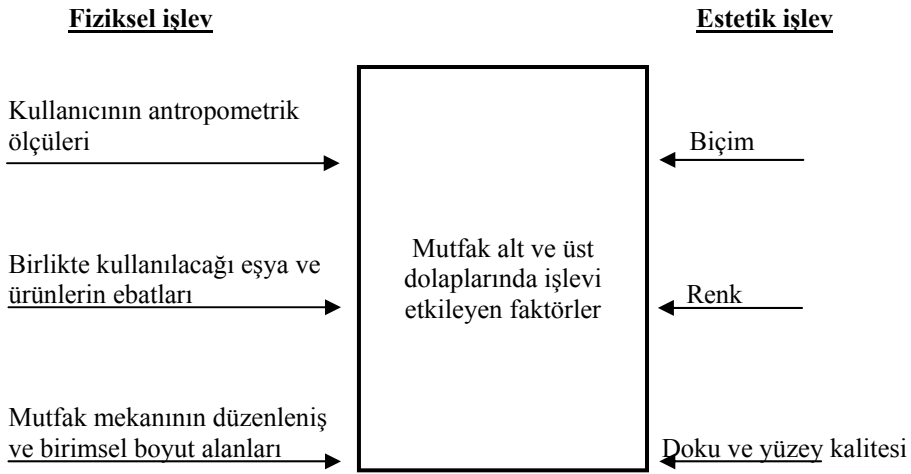 Fiziksel işlev
Estetik işlev
Kullanıcının antropometrik
ölçüleri
Biçim
Birlikte kullanılacağı eşya ve
ürünlerin ebatları
Mutfak alt ve üst
dolaplarında işlevi
etkileyen faktörler
Renk
Mutfak mekanının düzenleniş
ve birimsel boyut alanları
Doku ve yüzey kalitesi